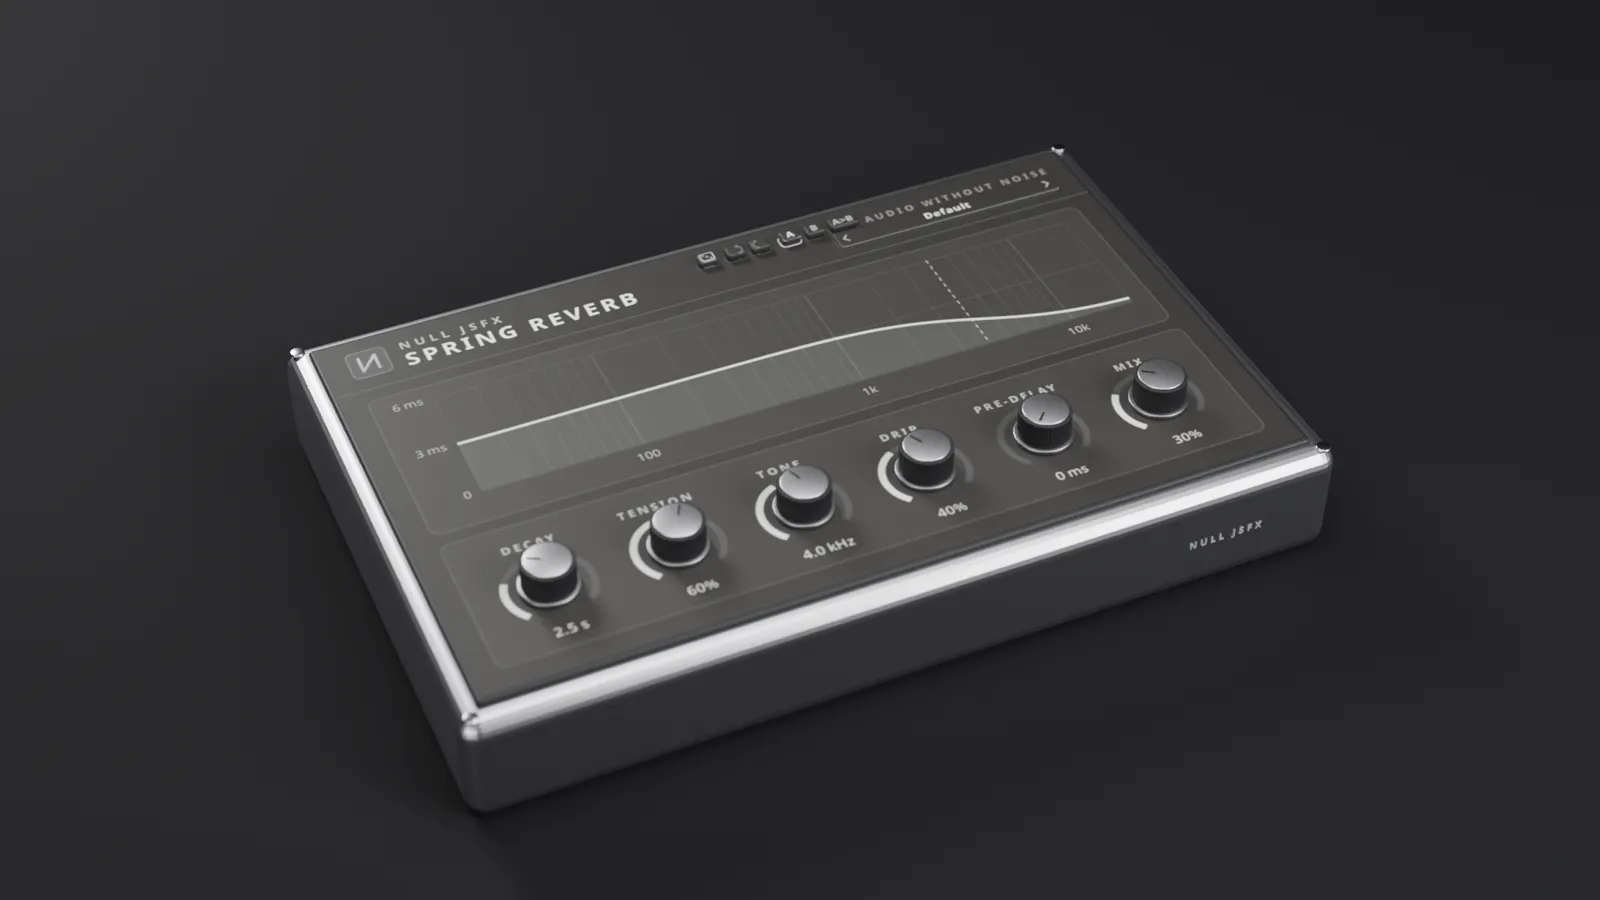 NULL JSFX
SPRING REVERB
A
B
A>B
AUDIO WITHOUT NOISE
Default
6 ms
3 ms
0
100
1k
10k
DECAY
2.5 s
TENSION
60%
TONE
4.0 kHz
DRIP
40%
PRE-DELAY
0 ms
MIX
30%
NULL JSFX